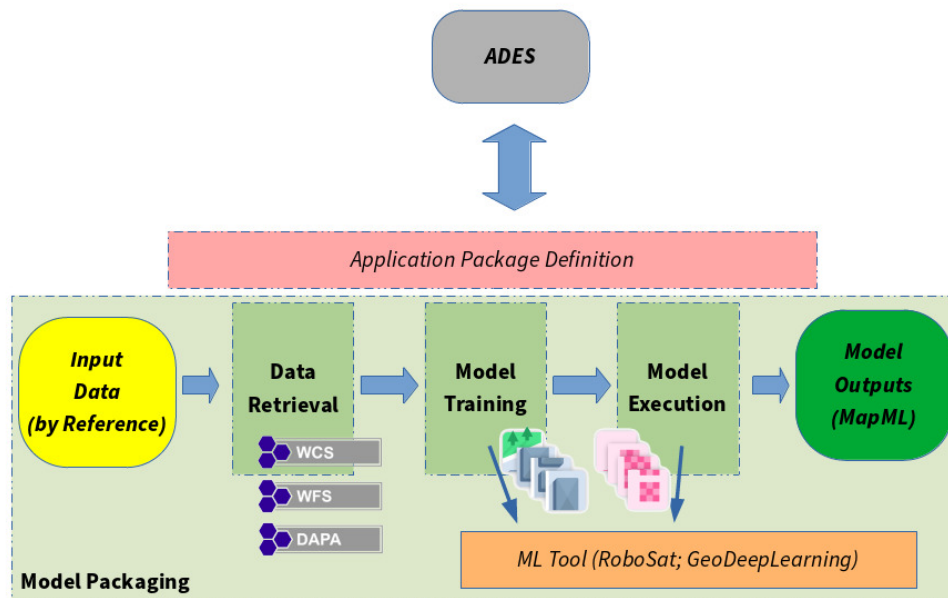 ADES
Application Package Definition
Input
Data
(by Reference)
Data
Retrieval
Model
Training
Model
Execution
Model
Outputs
(MapML)
WCS
WFS
DAPA
ML Tool (RoboSat; GeoDeepLearning)
Model Packaging